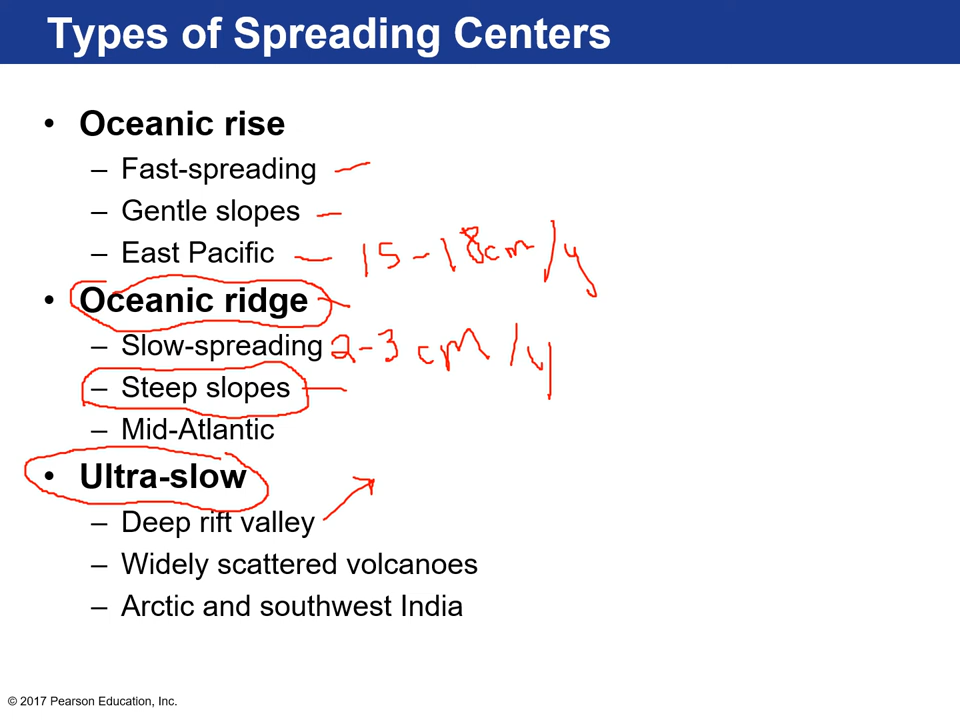 Types of Spreading Centers
• Oceanic rise
– Fast-spreading
– Gentle slopes
– East Pacific 15-18cm/y
• Oceanic ridge
– Slow-spreading 2-3 cm/y
– Steep slopes
– Mid-Atlantic
• Ultra-slow
– Deep rift valley
– Widely scattered volcanoes
– Arctic and southwest India
© 2017 Pearson Education, Inc.